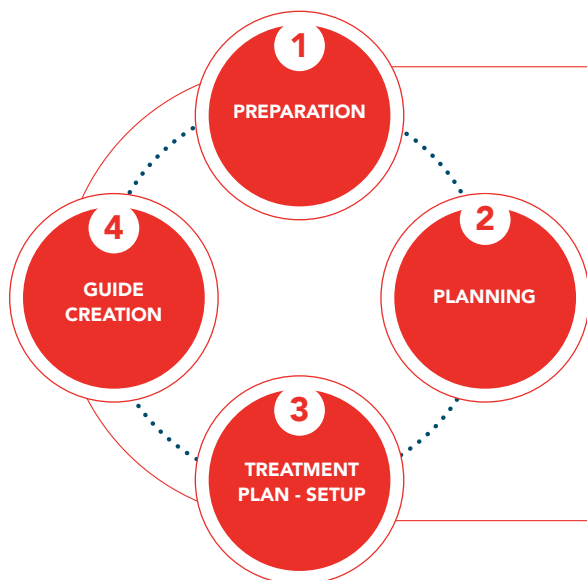 1
PREPARATION
2
PLANNING
3
TREATMENT
PLAN - SETUP
4
GUIDE
CREATION